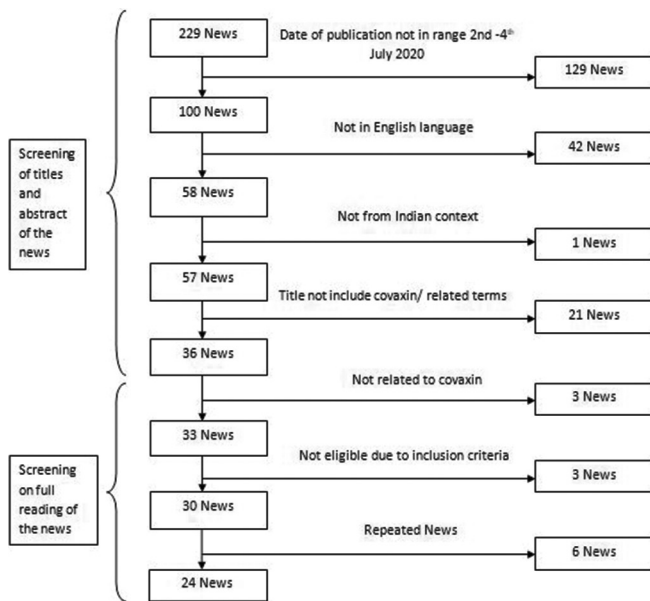 229 News
Date of publication not in range 2nd -4th
July 2020
129 News
100 News
Not in English language
42 News
Screening
of titles
and
abstract
of the
news
58 News
Not from Indian context
1 News
57 News
Title not include covaxin/ related terms
21 News
36 News
Not related to covaxin
3 News
33 News
Screening
on full
reading of
the news
Not eligible due to inclusion criteria
3 News
30 News
Repeated News
6 News
24 News